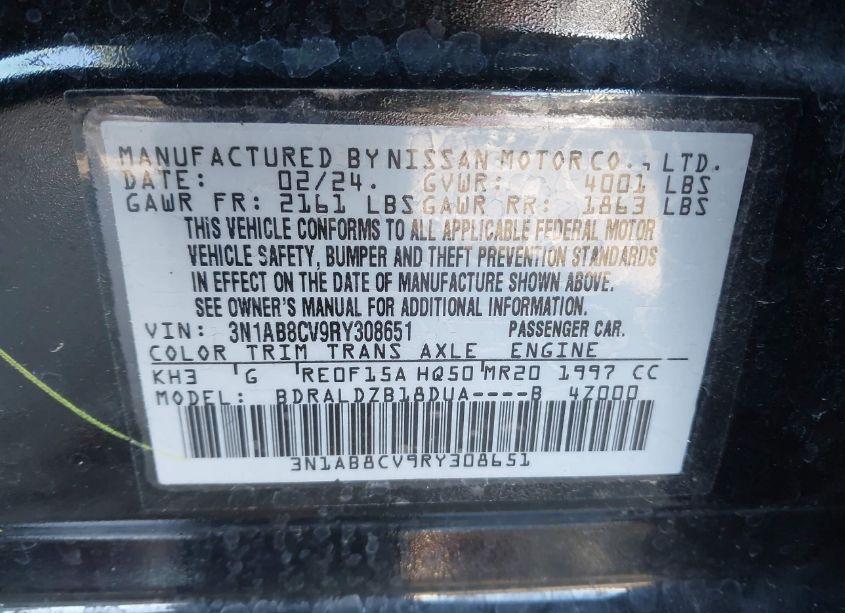 MANUFACTURED BY NISSAN MOTOR CO., LTD.
DATE: 02/24. GVWR: 4001 LBS
GAWR FR: 2161 LBS GAWR RR: 1863 LBS
THIS VEHICLE CONFORMS TO ALL APPLICABLE FEDERAL MOTOR
VEHICLE SAFETY, BUMPER AND THEFT PREVENTION STANDARDS
IN EFFECT ON THE DATE OF MANUFACTURE SHOWN ABOVE.
SEE OWNER'S MANUAL FOR ADDITIONAL INFORMATION.
VIN: 3N1AB8CV9RY308651 PASSENGER CAR.
COLOR TRIM TRANS AXLE ENGINE
KH3 G RE0F15A HQ50 MR20 1997 CC
MODEL: BDRALDZB18DUA----B 4Z000
3N1AB8CV9RY308651